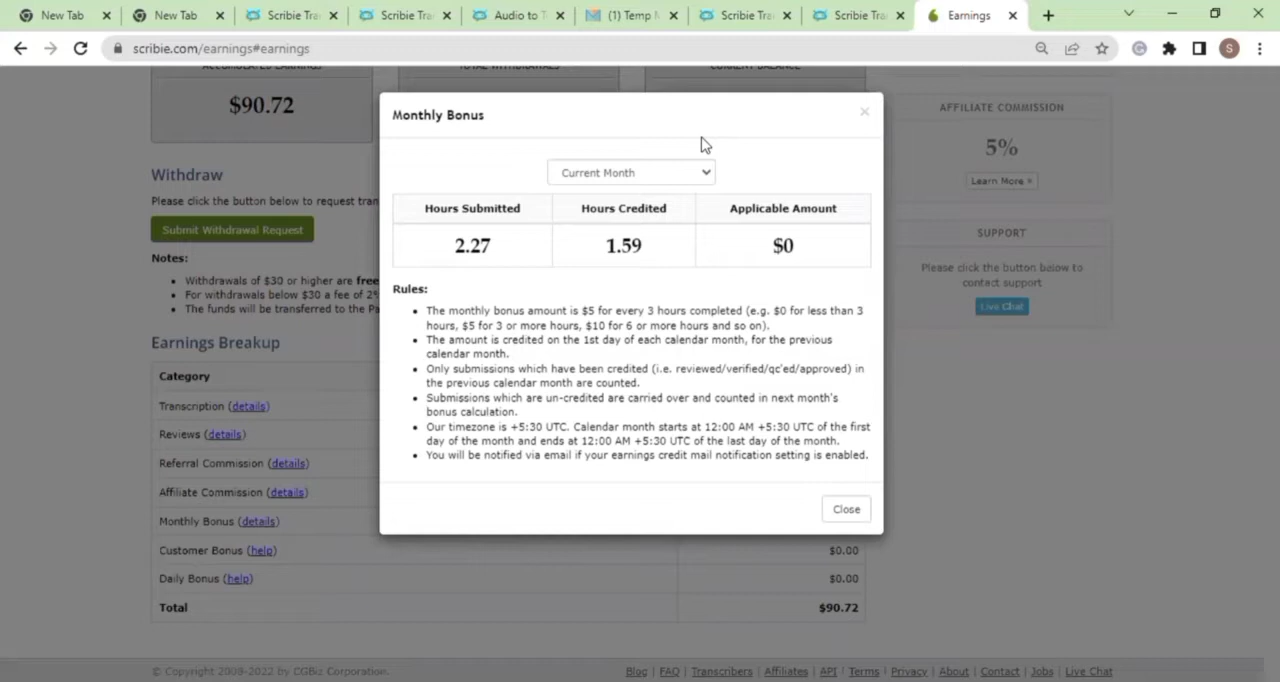 New Tab
New Tab
Scribie Tra
Scribie Tra
Audio to T
(1) Temp M
Scribie Tra
Scribie Tra
Earnings
scribie.com/earnings#earnings
S
ACCUMULATED EARNINGS
TOTAL WITHDRAWALS
CURRENT BALANCE
$90.72
Monthly Bonus
×
Current Month
Hours Submitted Hours Credited Applicable Amount
2.27 1.59 $0
Rules:
• The monthly bonus amount is $5 for every 3 hours completed (e.g. $0 for less than 3
hours, $5 for 3 or more hours, $10 for 6 or more hours and so on).
• The amount is credited on the 1st day of each calendar month, for the previous
calendar month.
• Only submissions which have been credited (i.e. reviewed/verified/qc'ed/approved) in
the previous calendar month are counted.
• Submissions which are un-credited are carried over and counted in next month's
bonus calculation.
• Our timezone is +5:30 UTC. Calendar month starts at 12:00 AM +5:30 UTC of the first
day of the month and ends at 12:00 AM +5:30 UTC of the last day of the month.
• You will be notified via email if your earnings credit mail notification setting is enabled.
Close
AFFILIATE COMMISSION
5%
Learn More »
SUPPORT
Please click the button below to
contact support
Live Chat
Withdraw
Please click the button below to request tran
Submit Withdrawal Request
Notes:
• Withdrawals of $30 or higher are free
• For withdrawals below $30 a fee of 2%
• The funds will be transferred to the Pa
Earnings Breakup
Category
Transcription (details)
Reviews (details)
Referral Commission (details)
Affiliate Commission (details)
Monthly Bonus (details)
Customer Bonus (help) $0.00
Daily Bonus (help) $0.00
Total $90.72
© Copyright 2008-2022 by CGBiz Corporation.
Blog | FAQ | Transcribers | Affiliates | API | Terms | Privacy | About | Contact | Jobs | Live Chat